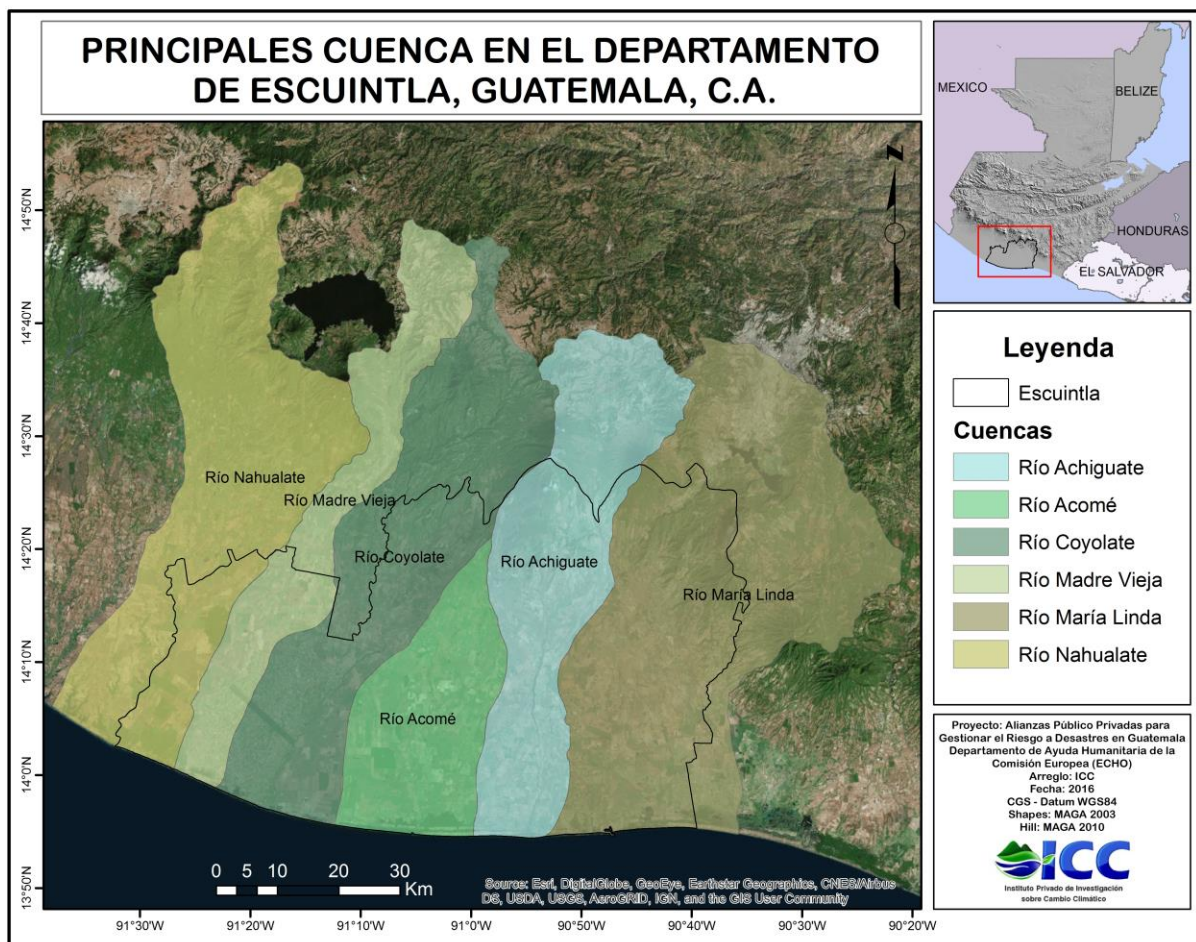 PRINCIPALES CUENCA EN EL DEPARTAMENTO
DE ESCUINTLA, GUATEMALA, C.A.
MEXICO
BELIZE
HONDURAS
EL SALVADOR
14°50'N
14°40'N
14°30'N
14°20'N
14°10'N
14°0'N
13°50'N
Z
Río Nahualate
Río Madre Vieja
Río Coyolate
Río Achiguate
Río María Linda
Río Acomé
0 5 10 20 30
Km
Source: Esri, DigitalGlobe, GeoEye, Earthstar Geographics, CNES/Airbus
DS, USDA, USGS, AeroGRID, IGN, and the GIS User Community
91°30'W 91°20'W 91°10'W 91°0'W 90°50'W 90°40'W 90°30'W 90°20'W
Leyenda
Escuintla
Cuencas
Río Achiguate
Río Acomé
Río Coyolate
Río Madre Vieja
Río María Linda
Río Nahualate
Proyecto: Alianzas Público Privadas para
Gestionar el Riesgo a Desastres en Guatemala
Departamento de Ayuda Humanitaria de la
Comisión Europea (ECHO)
Arreglo: ICC
Fecha: 2016
CGS - Datum WGS84
Shapes: MAGA 2003
Hill: MAGA 2010
ICC
Instituto Privado de Investigación
sobre Cambio Climático